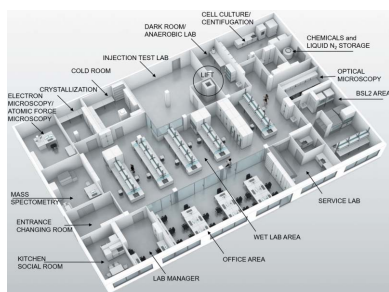 CELL CULTURE/
CENTIFUGATION
DARK ROOM/
ANAEROBIC LAB
CHEMICALS and
LIQUID N₂ STORAGE
INJECTION TEST LAB
COLD ROOM
LIFT
OPTICAL
MICROSCOPY
CRYSTALLIZATION
BSL2 AREA
ELECTRON
MICROSCOPY/
ATOMIC FORCE
MICROSCOPY
MASS
SPECTOMETRY
SERVICE LAB
ENTRANCE
CHANGING ROOM
WET LAB AREA
KITCHEN
SOCIAL ROOM
OFFICE AREA
LAB MANAGER